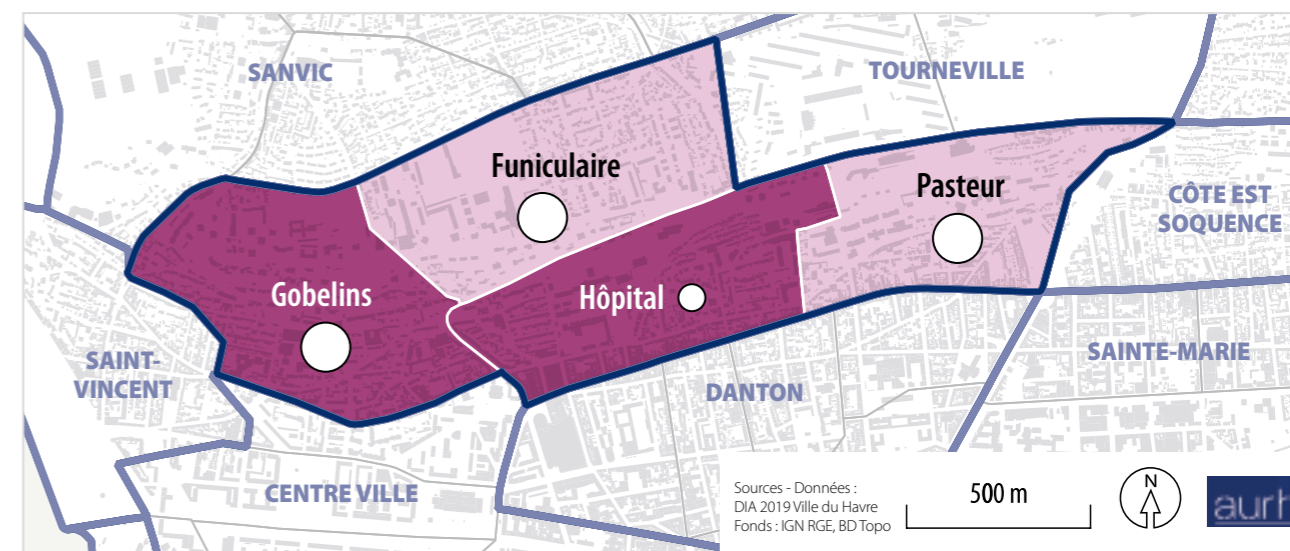 SANVIC
TOURNEVILLE
Funiculaire
Pasteur
CÔTE EST
SOQUENCE
Gobelins
Hôpital
SAINT-
VINCENT
SAINTE-MARIE
DANTON
CENTRE VILLE
Sources - Données :
DIA 2019 Ville du Havre
Fonds : IGN RGE, BD Topo
500 m
N
aurh